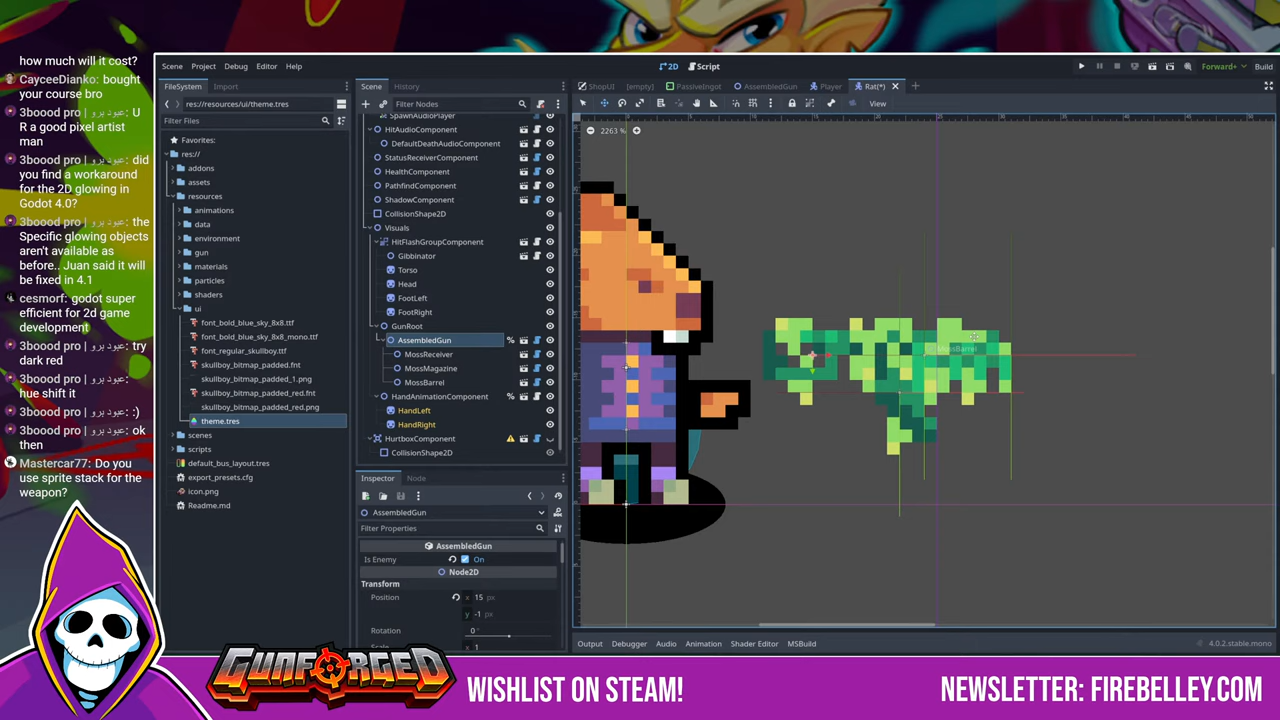 how much will it cost?
CayceeDianko: bought
your course bro
3boood pro | عبود برو: U
R a good pixel artist
man
3boood pro | عبود برو: did
you find a workaround
for the 2D glowing in
Godot 4.0?
3boood pro | عبود برو: the
Specific glowing objects
aren't available as
before.. Juan said it will
be fixed in 4.1
cesmorf: godot super
efficient for 2d game
development
3boood pro | عبود برو: try
dark red
3boood pro | عبود برو: or
hue shift it
3boood pro | عبود برو: :)
3boood pro | عبود برو: ok
then
Mastercar77: Do you
use sprite stack for the
weapon?
Scene Project Debug Editor Help
2D Script
Forward+ Build
FileSystem Import
res://resources/ui/theme.tres
Filter Files
Favorites:
res://
addons
assets
resources
animations
data
environment
gun
materials
particles
shaders
ui
font_bold_blue_sky_8x8.ttf
font_bold_blue_sky_8x8_mono.ttf
font_regular_skullboy.ttf
skullboy_bitmap_padded.fnt
skullboy_bitmap_padded_1.png
skullboy_bitmap_padded_red.fnt
skullboy_bitmap_padded_red.png
theme.tres
scenes
scripts
default_bus_layout.tres
export_presets.cfg
icon.png
Readme.md
Scene History
Filter Nodes
SpawnAudioPlayer
HitAudioComponent
DefaultDeathAudioComponent
StatusReceiverComponent
HealthComponent
PathfindComponent
ShadowComponent
CollisionShape2D
Visuals
HitFlashGroupComponent
Gibbinator
Torso
Head
FootLeft
FootRight
GunRoot
AssembledGun
MossReceiver
MossMagazine
MossBarrel
HandAnimationComponent
HandLeft
HandRight
HurtboxComponent
CollisionShape2D
Inspector Node
AssembledGun
Filter Properties
AssembledGun
Is Enemy On
Node2D
Transform
Position x 15 px
y -1 px
Rotation 0 °
x 1
ShopUI [empty] PassiveIngot AssembledGun Player Rat(*)
View
2263 %
MossBarrel
Output Debugger Audio Animation Shader Editor MSBuild
4.0.2.stable.mono
GUNFORGED
WISHLIST ON STEAM!
NEWSLETTER: FIREBELLEY.COM